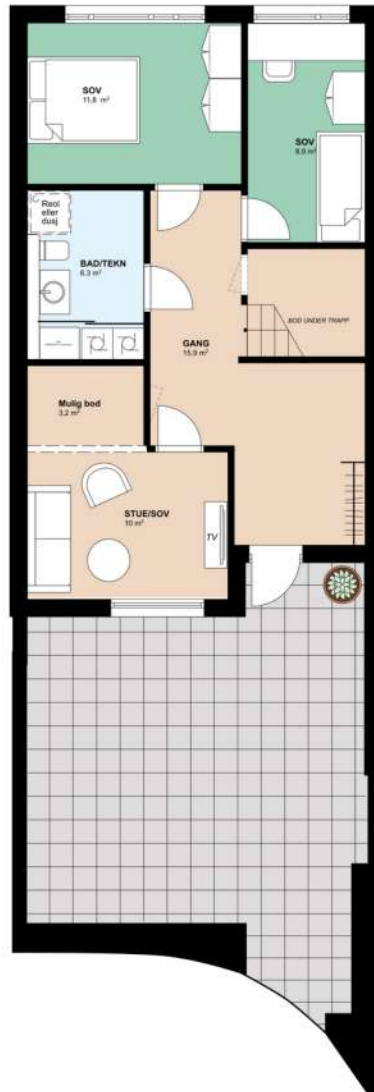 SOV
11,8 m²
SOV
9,9 m²
Reol
eller
dusj
BAD/TEKN
6,3 m²
BOD UNDER TRAPP
GANG
15,9 m²
Mulig bod
3,2 m²
STUE/SOV
10 m²
TV